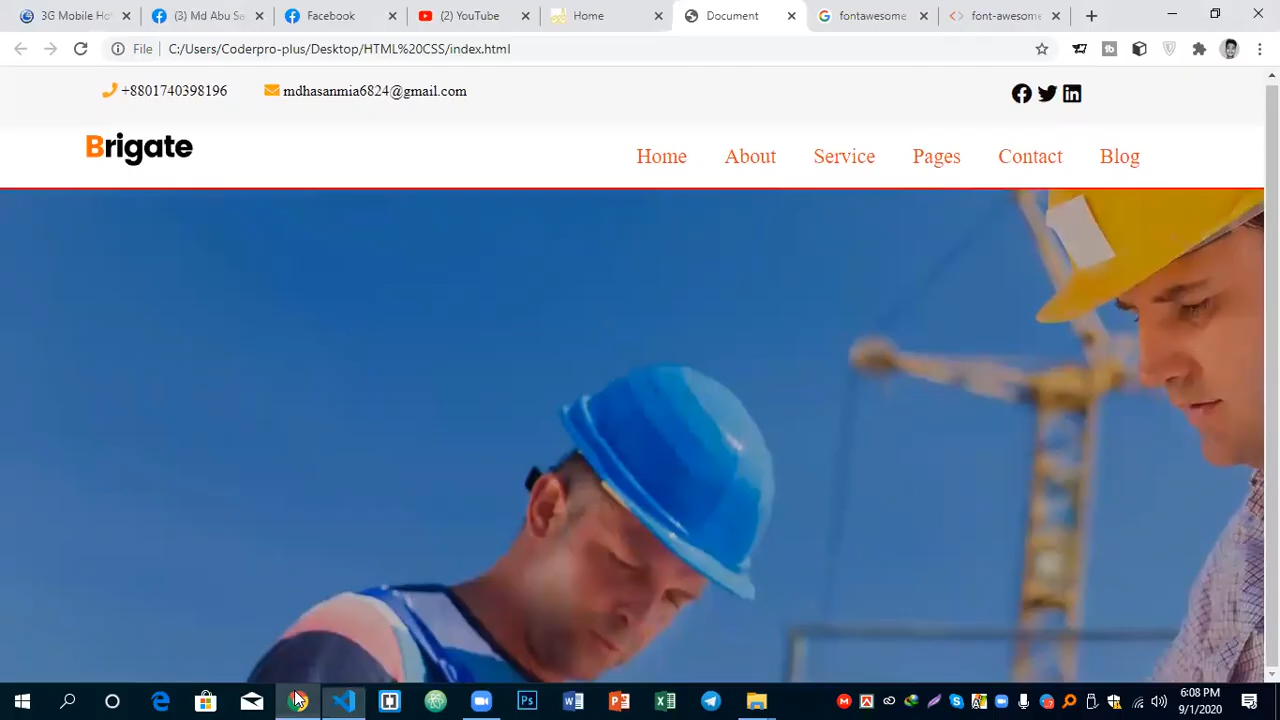 3G Mobile Ho
(3) Md Abu Sa
Facebook
(2) YouTube
Home
Document
fontawesome
font-awesome
File
C:/Users/Coderpro-plus/Desktop/HTML%20CSS/index.html
+8801740398196
mdhasanmia6824@gmail.com
Brigate
Home
About
Service
Pages
Contact
Blog
6:08 PM
9/1/2020